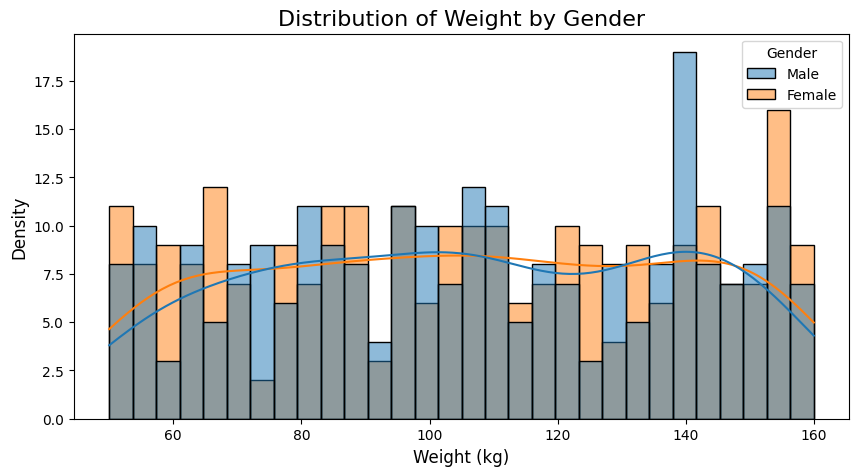 Distribution of Weight by Gender
Gender
Male
Female
17.5
15.0
12.5
10.0
7.5
5.0
2.5
0.0
Density
60
80
100
120
140
160
Weight (kg)